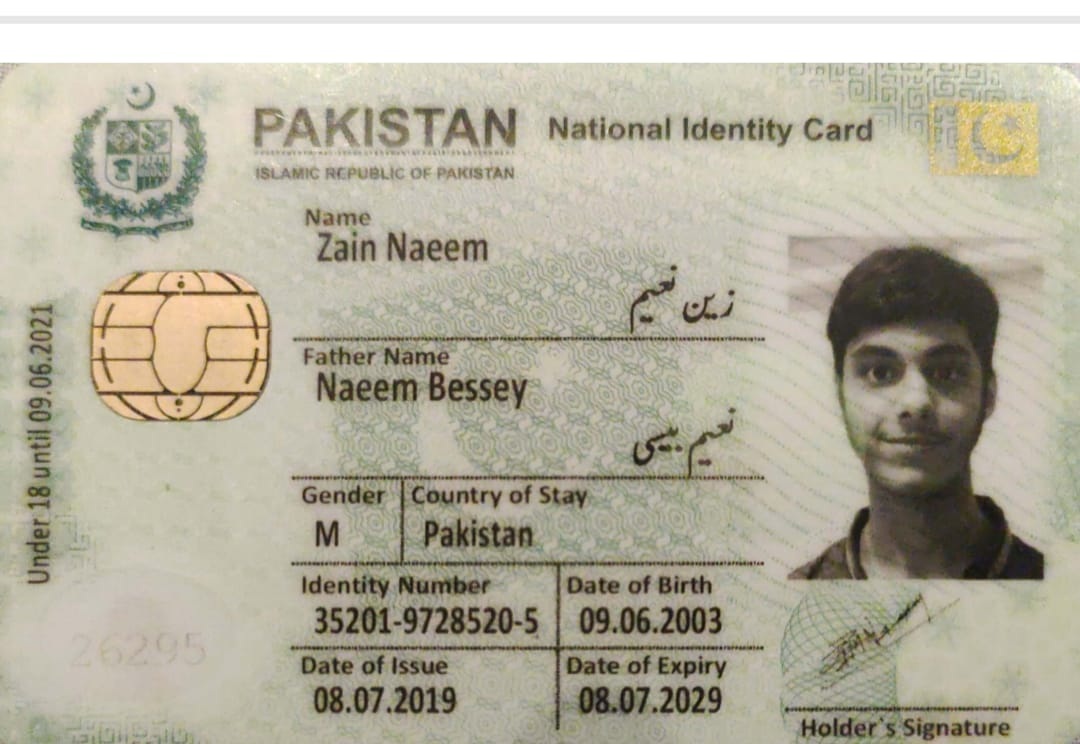 PAKISTAN National Identity Card
ISLAMIC REPUBLIC OF PAKISTAN
Name
Zain Naeem
زین نعیم
Father Name
Naeem Bessey
نعیم بیسی
Gender Country of Stay
M Pakistan
Identity Number Date of Birth
35201-9728520-5 09.06.2003
Date of Issue Date of Expiry
08.07.2019 08.07.2029
Holder`s Signature
Under 18 until 09.06.2021
26295